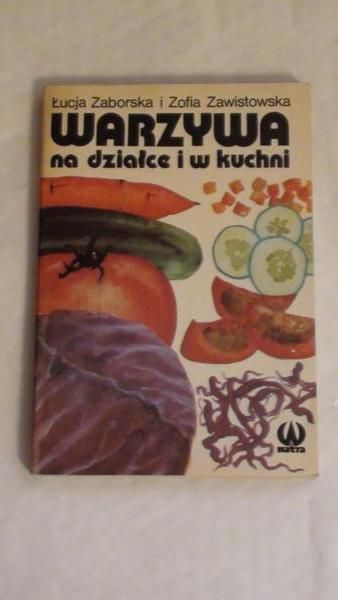 Łucja Zaborska i Zofia Zawistowska
WARZYWA
na działce i w kuchni
watra